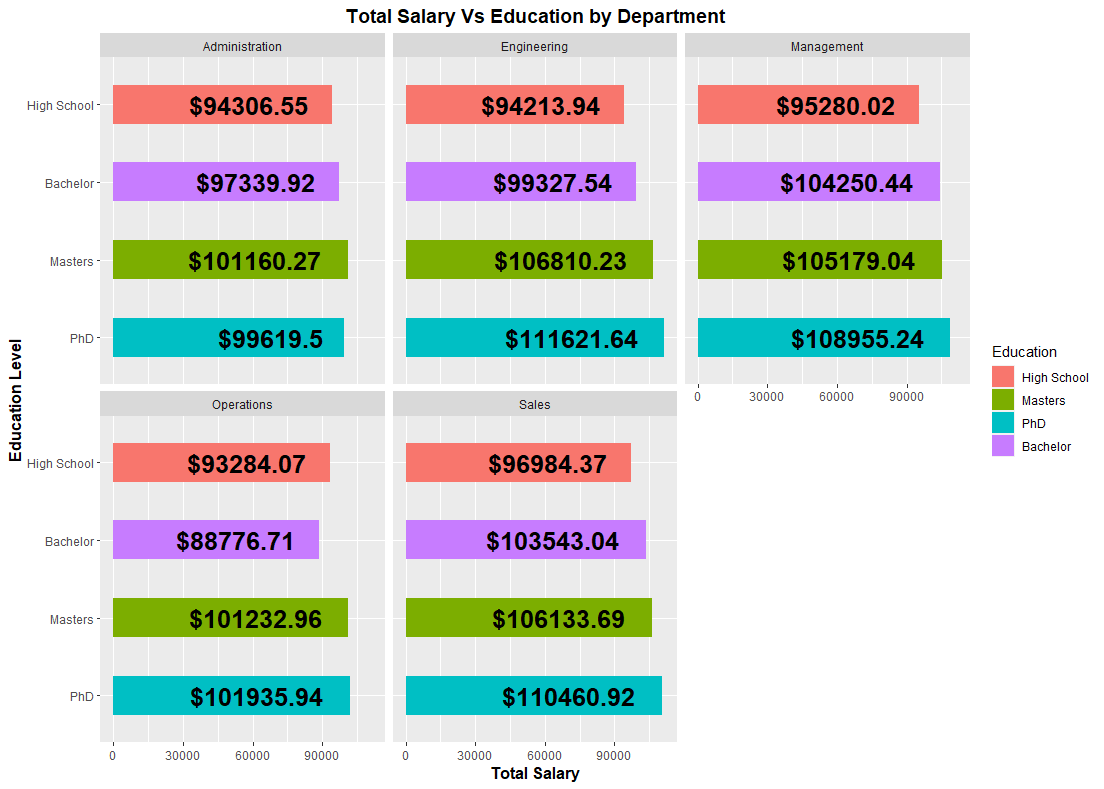 Total Salary Vs Education by Department
Administration
Engineering
Management
High School
$94306.55
$94213.94
$95280.02
Bachelor
$97339.92
$99327.54
$104250.44
Masters
$101160.27
$106810.23
$105179.04
PhD
$99619.5
$111621.64
$108955.24
0 30000 60000 90000
Operations
Sales
High School
$93284.07
$96984.37
Bachelor
$88776.71
$103543.04
Masters
$101232.96
$106133.69
PhD
$101935.94
$110460.92
0 30000 60000 90000
0 30000 60000 90000
Total Salary
Education Level
Education
High School
Masters
PhD
Bachelor